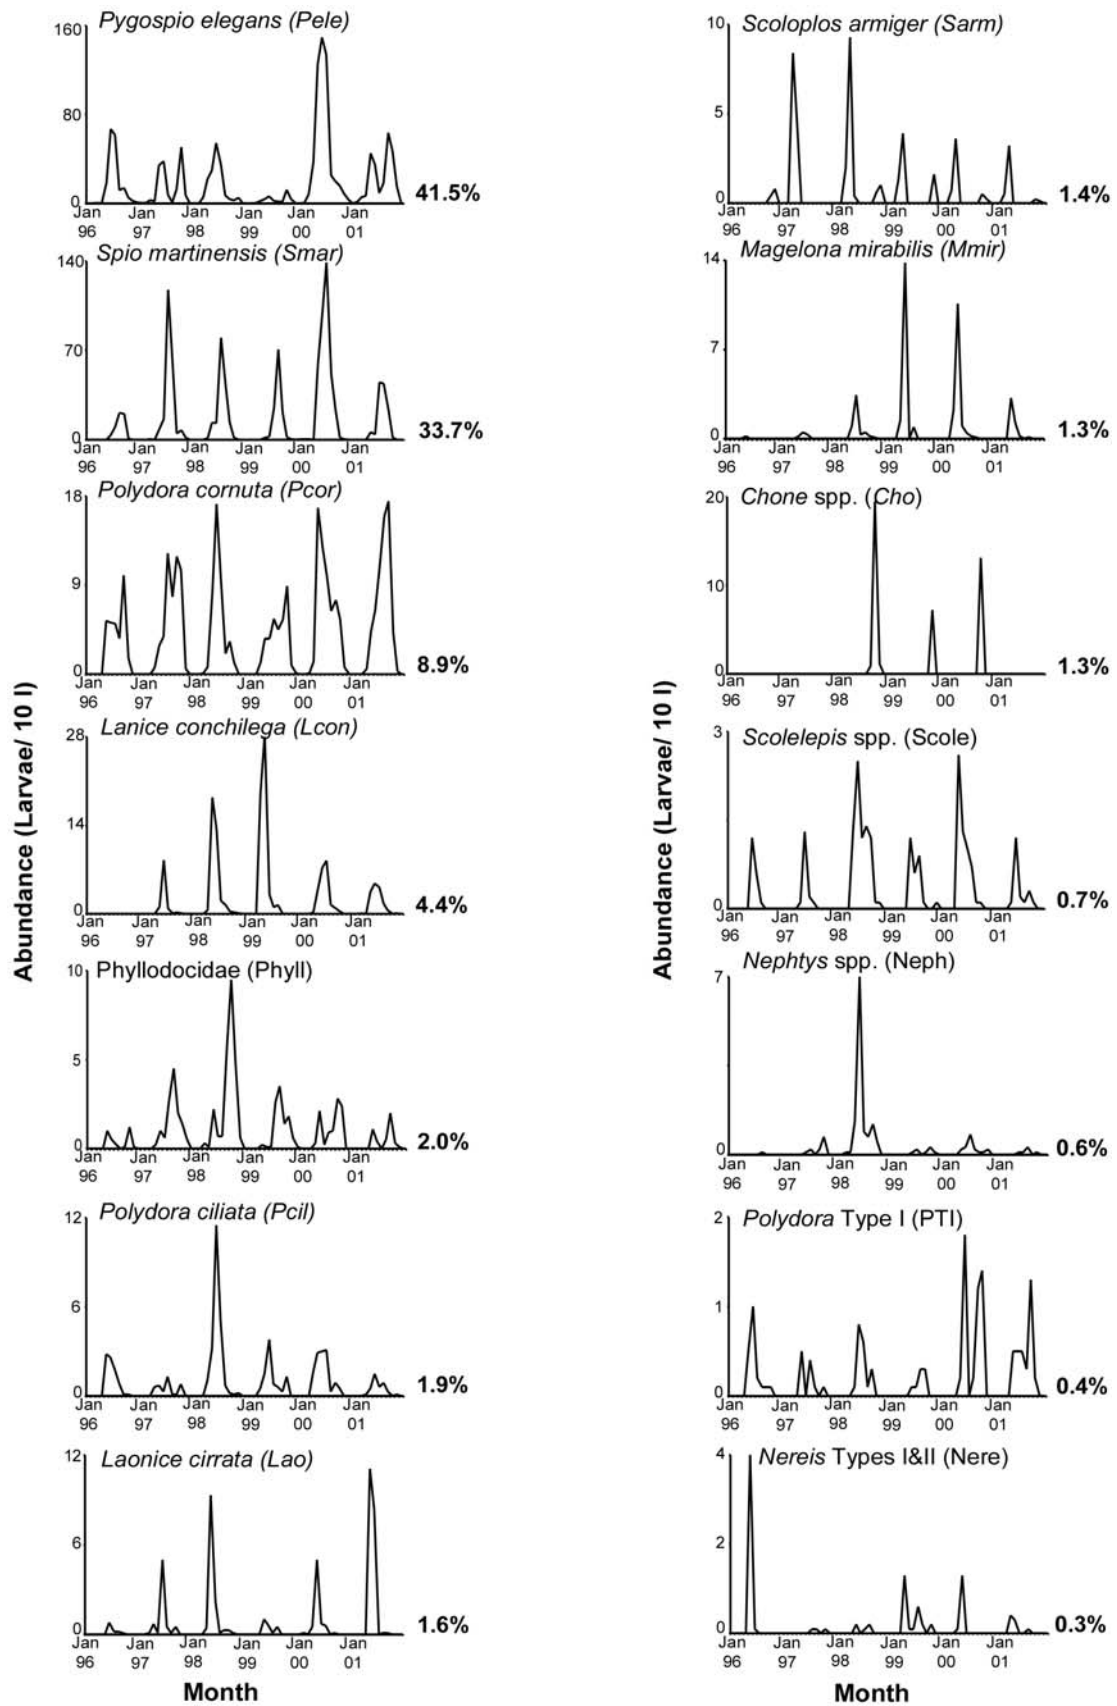 Pygospio elegans (Pele)
160
80
0
Jan Jan Jan Jan Jan Jan
96 97 98 99 00 01
41.5%
Spio martinensis (Smar)
140
70
0
Jan Jan Jan Jan Jan Jan
96 97 98 99 00 01
33.7%
Polydora cornuta (Pcor)
18
9
0
Jan Jan Jan Jan Jan Jan
96 97 98 99 00 01
8.9%
Lanice conchilega (Lcon)
28
14
0
Jan Jan Jan Jan Jan Jan
96 97 98 99 00 01
4.4%
Abundance (Larvae/ 10 l)
Phyllodocidae (Phyll)
10
5
0
Jan Jan Jan Jan Jan Jan
96 97 98 99 00 01
2.0%
Polydora ciliata (Pcil)
12
6
0
Jan Jan Jan Jan Jan Jan
96 97 98 99 00 01
1.9%
Laonice cirrata (Lao)
12
6
0
Jan Jan Jan Jan Jan Jan
96 97 98 99 00 01
1.6%
Month
Scoloplos armiger (Sarm)
10
5
0
Jan Jan Jan Jan Jan Jan
96 97 98 99 00 01
1.4%
Magelona mirabilis (Mmir)
14
7
0
Jan Jan Jan Jan Jan Jan
96 97 98 99 00 01
1.3%
Chone spp. (Cho)
20
10
0
Jan Jan Jan Jan Jan Jan
96 97 98 99 00 01
1.3%
Scolelepis spp. (Scole)
3
0
Jan Jan Jan Jan Jan Jan
96 97 98 99 00 01
0.7%
Abundance (Larvae/ 10 l)
Nephtys spp. (Neph)
7
0
Jan Jan Jan Jan Jan Jan
96 97 98 99 00 01
0.6%
Polydora Type I (PTI)
2
1
0
Jan Jan Jan Jan Jan Jan
96 97 98 99 00 01
0.4%
Nereis Types I&II (Nere)
4
2
0
Jan Jan Jan Jan Jan Jan
96 97 98 99 00 01
0.3%
Month